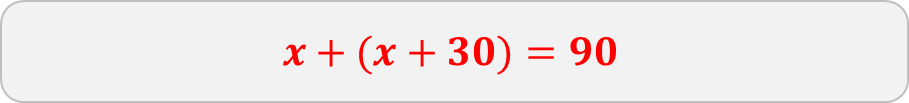 x + (x + 30) = 90